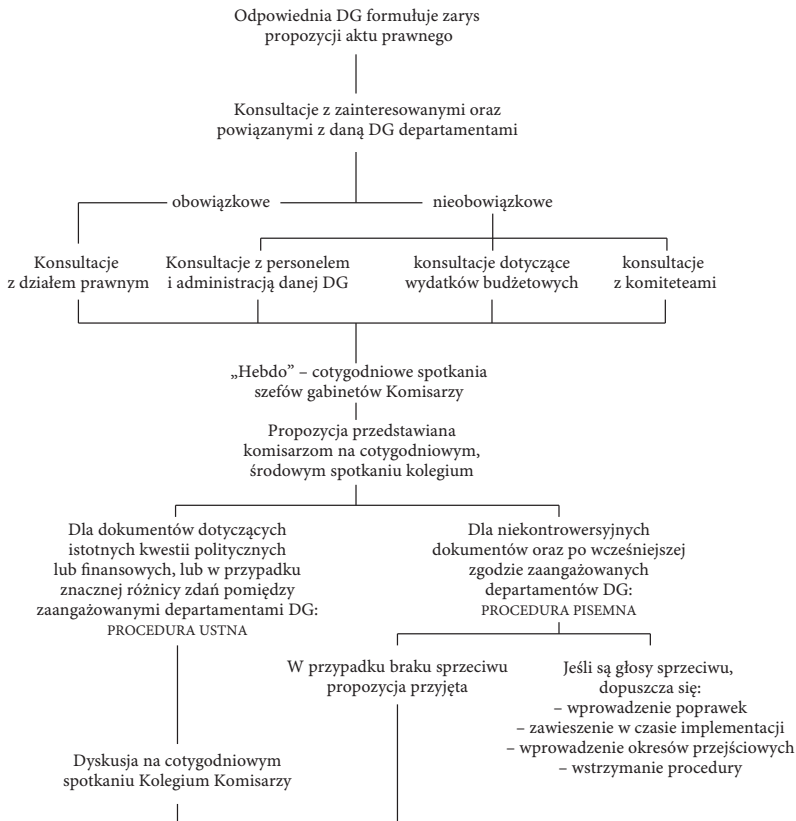 Odpowiednia DG formułuje zarys
propozycji aktu prawnego
Konsultacje z zainteresowanymi oraz
powiązanymi z daną DG departamentami
obowiązkowe
nieobowiązkowe
Konsultacje
z działem prawnym
Konsultacje z personelem
i administracją danej DG
konsultacje dotyczące
wydatków budżetowych
konsultacje
z komiteteami
„Hebdo” – cotygodniowe spotkania
szefów gabinetów Komisarzy
Propozycja przedstawiana
komisarzom na cotygodniowym,
środowym spotkaniu kolegium
Dla dokumentów dotyczących
istotnych kwestii politycznych
lub finansowych, lub w przypadku
znacznej różnicy zdań pomiędzy
zaangażowanymi departamentami DG:
PROCEDURA USTNA
Dla niekontrowersyjnych
dokumentów oraz po wcześniejszej
zgodzie zaangażowanych
departamentów DG:
PROCEDURA PISEMNA
W przypadku braku sprzeciwu
propozycja przyjęta
Jeśli są głosy sprzeciwu,
dopuszcza się:
– wprowadzenie poprawek
– zawieszenie w czasie implementacji
– wprowadzenie okresów przejściowych
– wstrzymanie procedury
Dyskusja na cotygodniowym
spotkaniu Kolegium Komisarzy